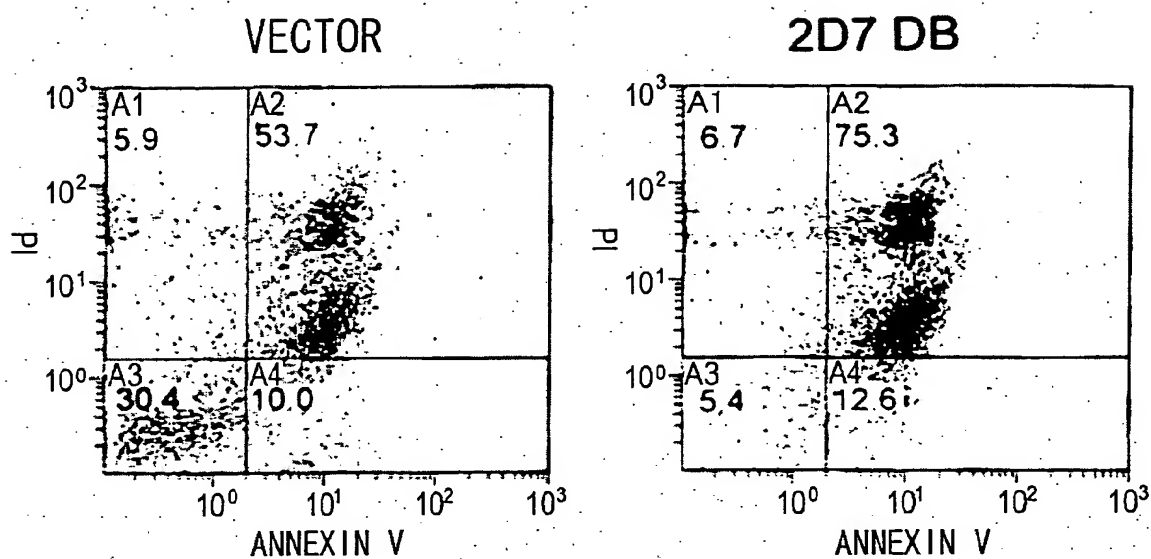 VECTOR
10³
10²
10¹
10⁰
PI
A1
5.9
A2
53.7
A3
30.4
A4
10.0
10⁰ 10¹ 10² 10³
ANNEXIN V
2D7 DB
10³
10²
10¹
10⁰
PI
A1
6.7
A2
75.3
A3
5.4
A4
12.6
10⁰ 10¹ 10² 10³
ANNEXIN V